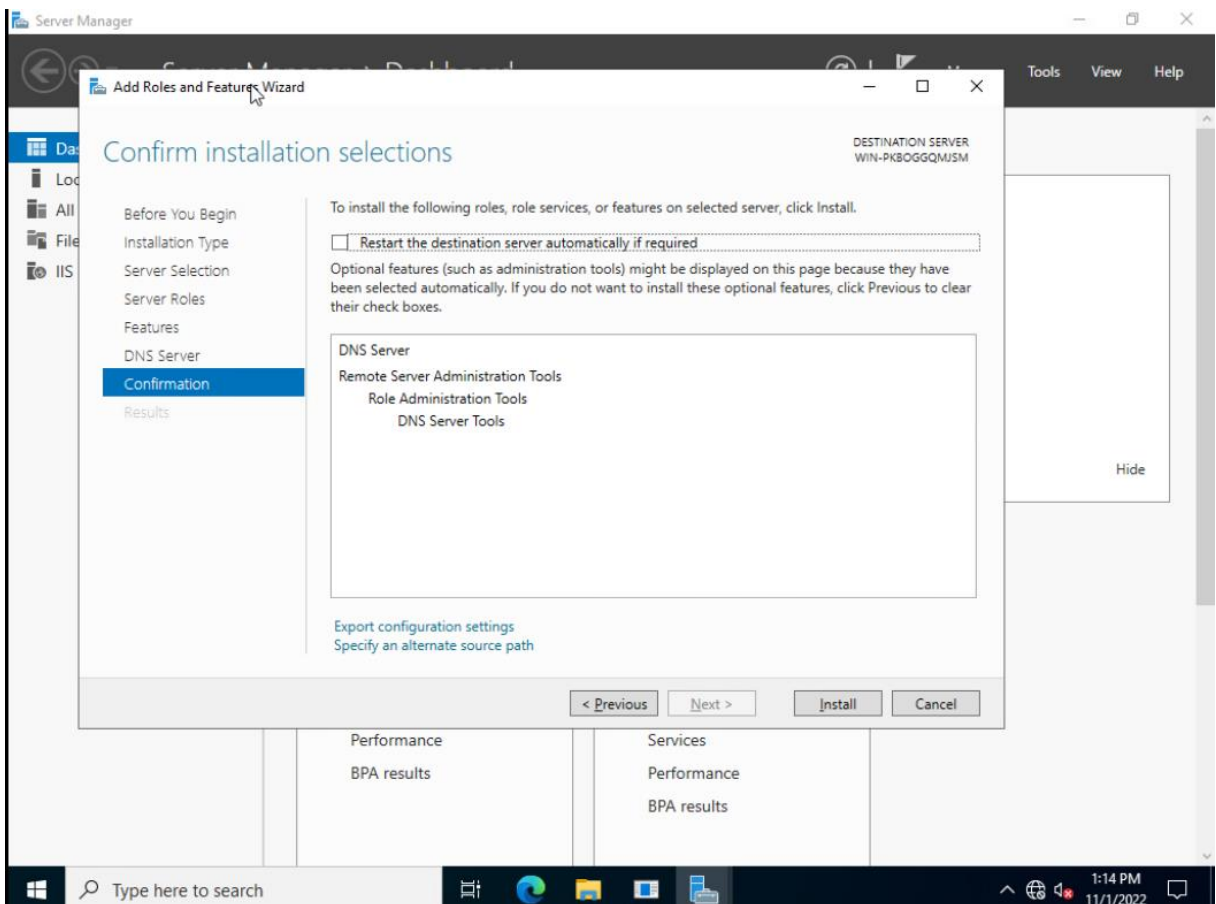 Server Manager
Tools View Help
Add Roles and Features Wizard
Confirm installation selections
DESTINATION SERVER
WIN-PKBOGGQMJSM
Das
Loc
All
File
IIS
Before You Begin
Installation Type
Server Selection
Server Roles
Features
DNS Server
Confirmation
Results
To install the following roles, role services, or features on selected server, click Install.
Restart the destination server automatically if required
Optional features (such as administration tools) might be displayed on this page because they have
been selected automatically. If you do not want to install these optional features, click Previous to clear
their check boxes.
DNS Server
Remote Server Administration Tools
Role Administration Tools
DNS Server Tools
Export configuration settings
Specify an alternate source path
< Previous Next > Install Cancel
Hide
Performance
BPA results
Services
Performance
BPA results
Type here to search
1:14 PM
11/1/2022